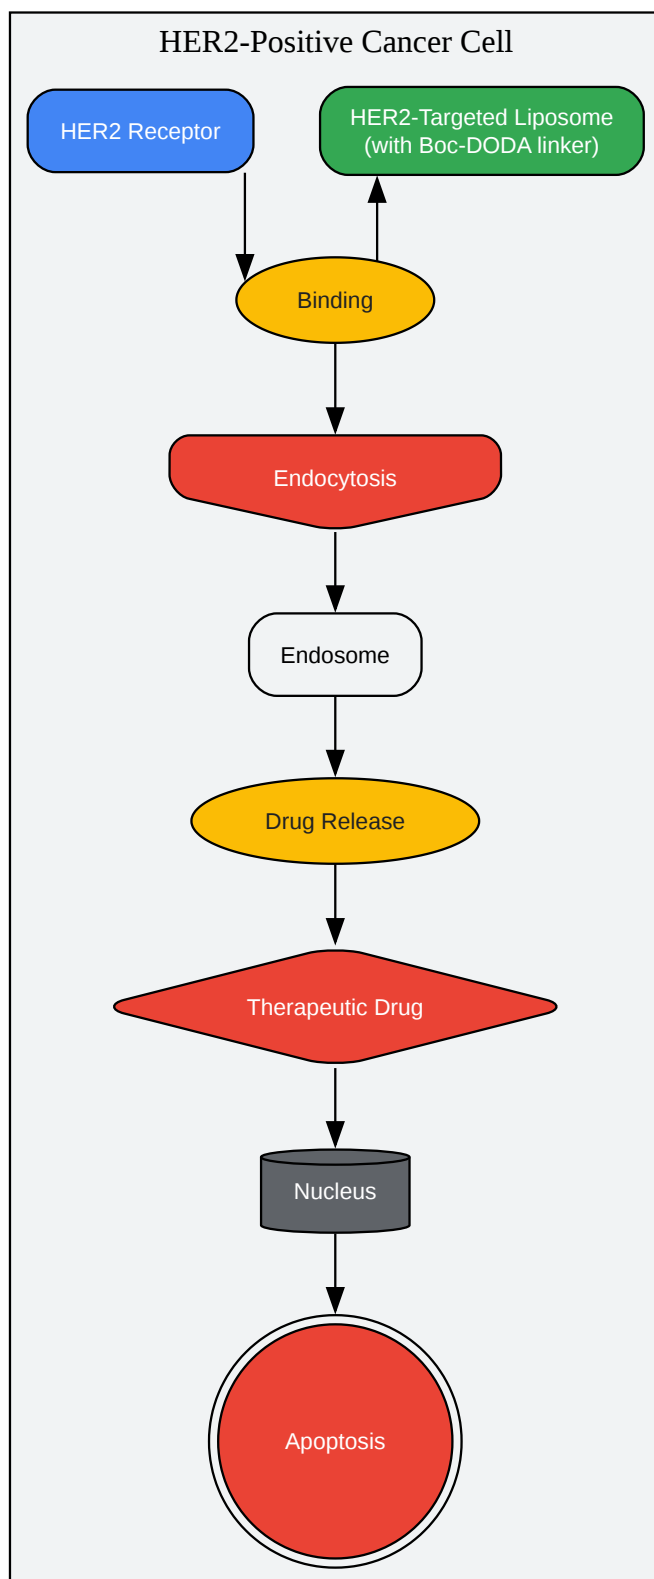 HER2-Positive Cancer Cell
HER2 Receptor
HER2-Targeted Liposome
(with Boc-DODA linker)
Binding
Endocytosis
Endosome
Drug Release
Therapeutic Drug
Nucleus
Apoptosis